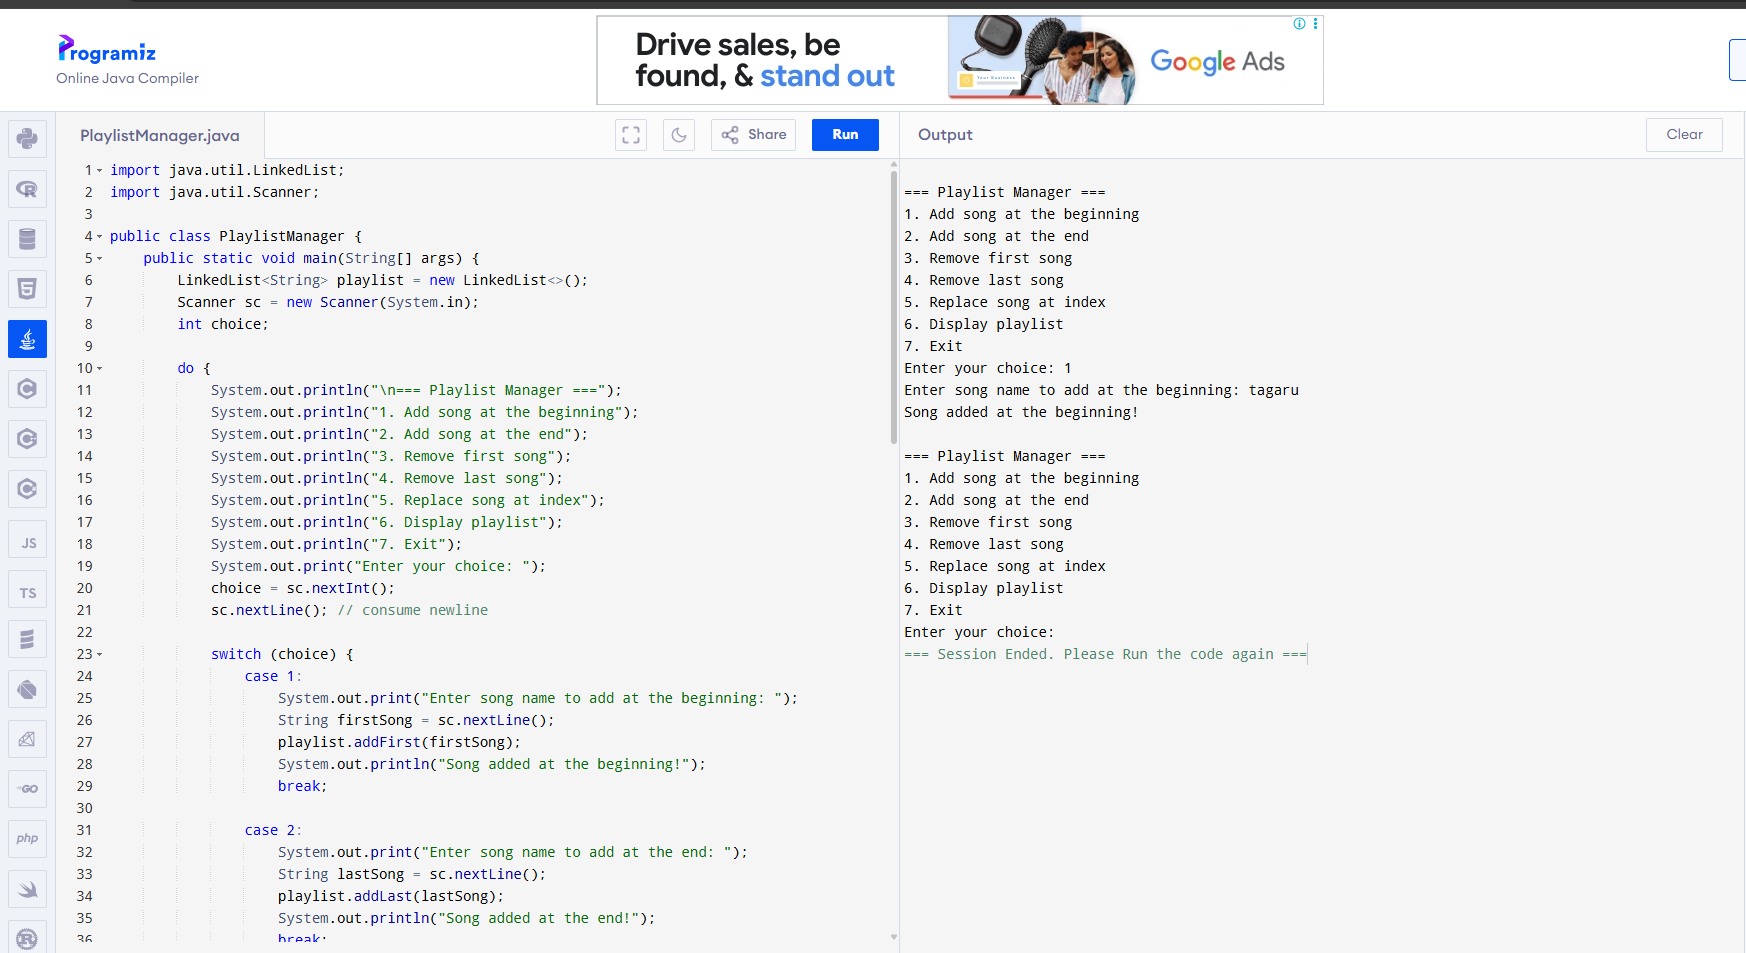 Programiz
Online Java Compiler
Drive sales, be
found, & stand out
Your Business
Google Ads
PlaylistManager.java
Share
Run
Output
Clear
1 import java.util.LinkedList;
2 import java.util.Scanner;
3
4 public class PlaylistManager {
5 public static void main(String[] args) {
6 LinkedList<String> playlist = new LinkedList<>();
7 Scanner sc = new Scanner(System.in);
8 int choice;
9
10 do {
11 System.out.println("\n=== Playlist Manager ===");
12 System.out.println("1. Add song at the beginning");
13 System.out.println("2. Add song at the end");
14 System.out.println("3. Remove first song");
15 System.out.println("4. Remove last song");
16 System.out.println("5. Replace song at index");
17 System.out.println("6. Display playlist");
18 System.out.println("7. Exit");
19 System.out.print("Enter your choice: ");
20 choice = sc.nextInt();
21 sc.nextLine(); // consume newline
22
23 switch (choice) {
24 case 1:
25 System.out.print("Enter song name to add at the beginning: ");
26 String firstSong = sc.nextLine();
27 playlist.addFirst(firstSong);
28 System.out.println("Song added at the beginning!");
29 break;
30
31 case 2:
32 System.out.print("Enter song name to add at the end: ");
33 String lastSong = sc.nextLine();
34 playlist.addLast(lastSong);
35 System.out.println("Song added at the end!");
36 break;
=== Playlist Manager ===
1. Add song at the beginning
2. Add song at the end
3. Remove first song
4. Remove last song
5. Replace song at index
6. Display playlist
7. Exit
Enter your choice: 1
Enter song name to add at the beginning: tagaru
Song added at the beginning!
=== Playlist Manager ===
1. Add song at the beginning
2. Add song at the end
3. Remove first song
4. Remove last song
5. Replace song at index
6. Display playlist
7. Exit
Enter your choice:
=== Session Ended. Please Run the code again ===
R
5
C
C
C
JS
TS
GO
php
R